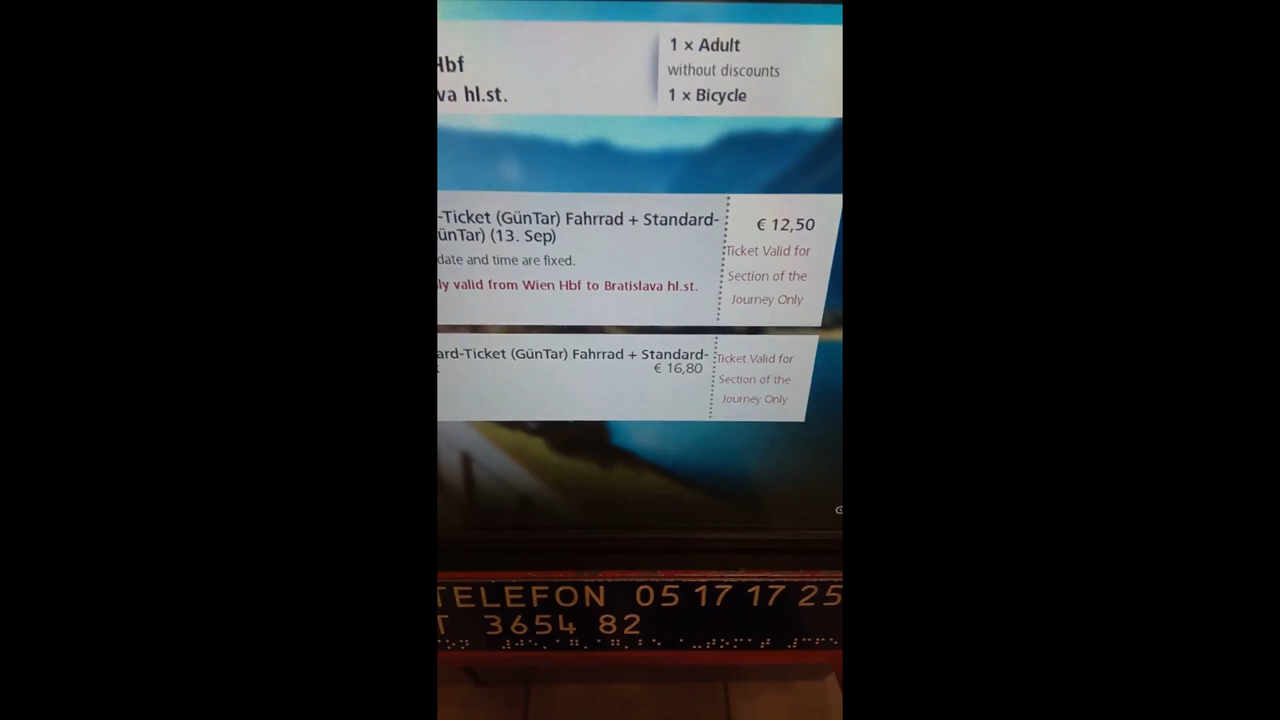 Hbf
va hl.st.
1 x Adult
without discounts
1 x Bicycle
-Ticket (GünTar) Fahrrad + Standard-
ünTar) (13. Sep)
date and time are fixed.
ly valid from Wien Hbf to Bratislava hl.st.
€ 12,50
Ticket Valid for
Section of the
Journey Only
ard-Ticket (GünTar) Fahrrad + Standard-
€ 16,80
Ticket Valid for
Section of the
Journey Only
TELEFON 05 17 17 25
T 3654 82